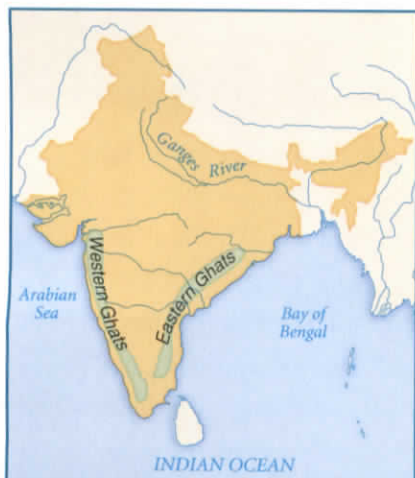 Ganges
River
Western Ghats
Eastern Ghats
Arabian
Sea
Bay of
Bengal
INDIAN OCEAN